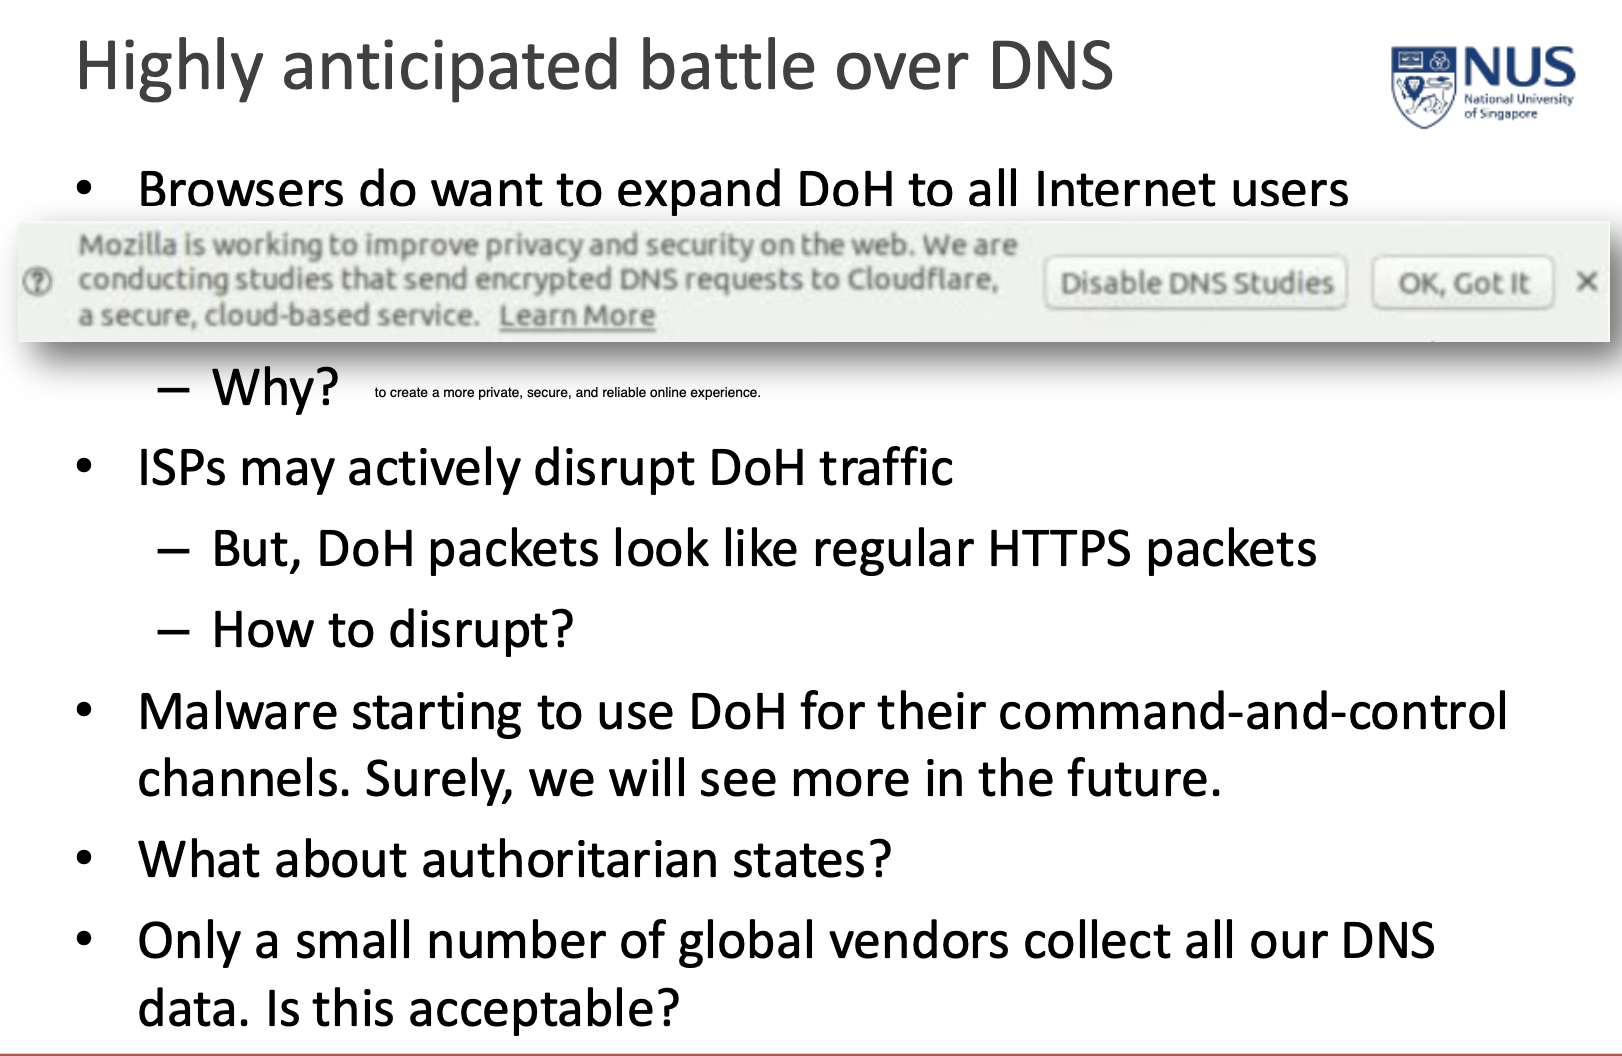 Highly anticipated battle over DNS
NUS
National University
of Singapore
• Browsers do want to expand DoH to all Internet users
Mozilla is working to improve privacy and security on the web. We are
conducting studies that send encrypted DNS requests to Cloudflare,
a secure, cloud-based service. Learn More
Disable DNS Studies
OK, Got It
– Why? to create a more private, secure, and reliable online experience.
• ISPs may actively disrupt DoH traffic
– But, DoH packets look like regular HTTPS packets
– How to disrupt?
• Malware starting to use DoH for their command-and-control
channels. Surely, we will see more in the future.
• What about authoritarian states?
• Only a small number of global vendors collect all our DNS
data. Is this acceptable?